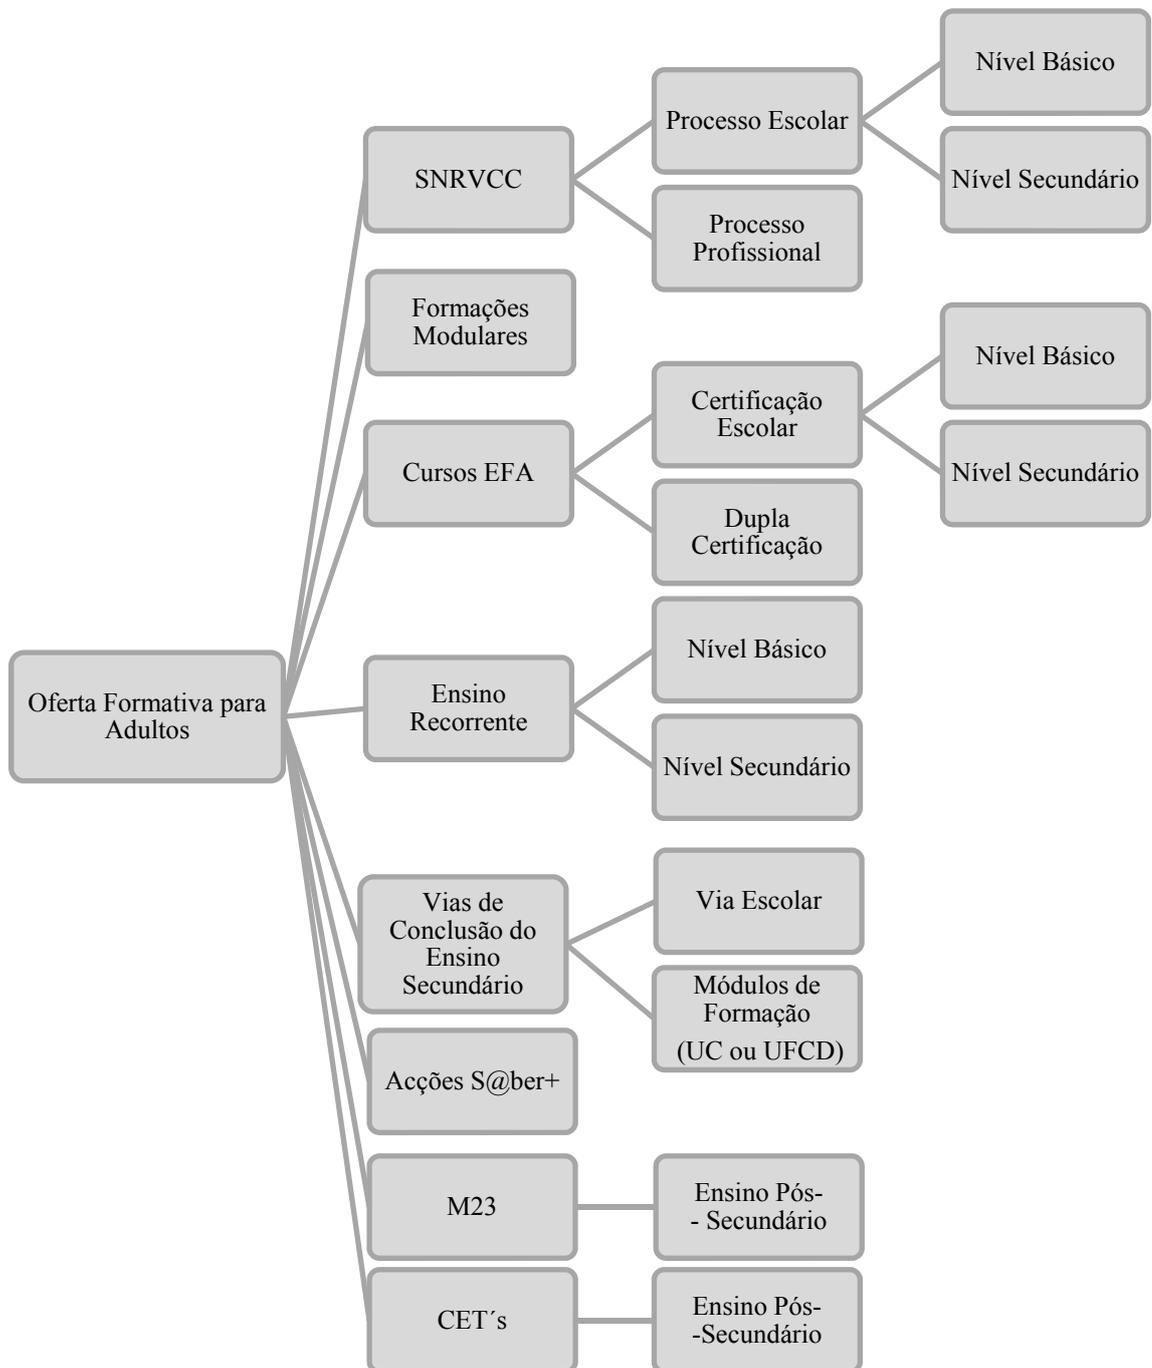 Oferta Formativa para
Adultos
SNRVCC
Processo Escolar
Nível Básico
Nível Secundário
Processo
Profissional
Formações
Modulares
Cursos EFA
Certificação
Escolar
Nível Básico
Nível Secundário
Dupla
Certificação
Ensino
Recorrente
Nível Básico
Nível Secundário
Vias de
Conclusão do
Ensino
Secundário
Via Escolar
Módulos de
Formação
(UC ou UFCD)
Acções S@ber+
M23
Ensino Pós-
- Secundário
CET´s
Ensino Pós-
-Secundário